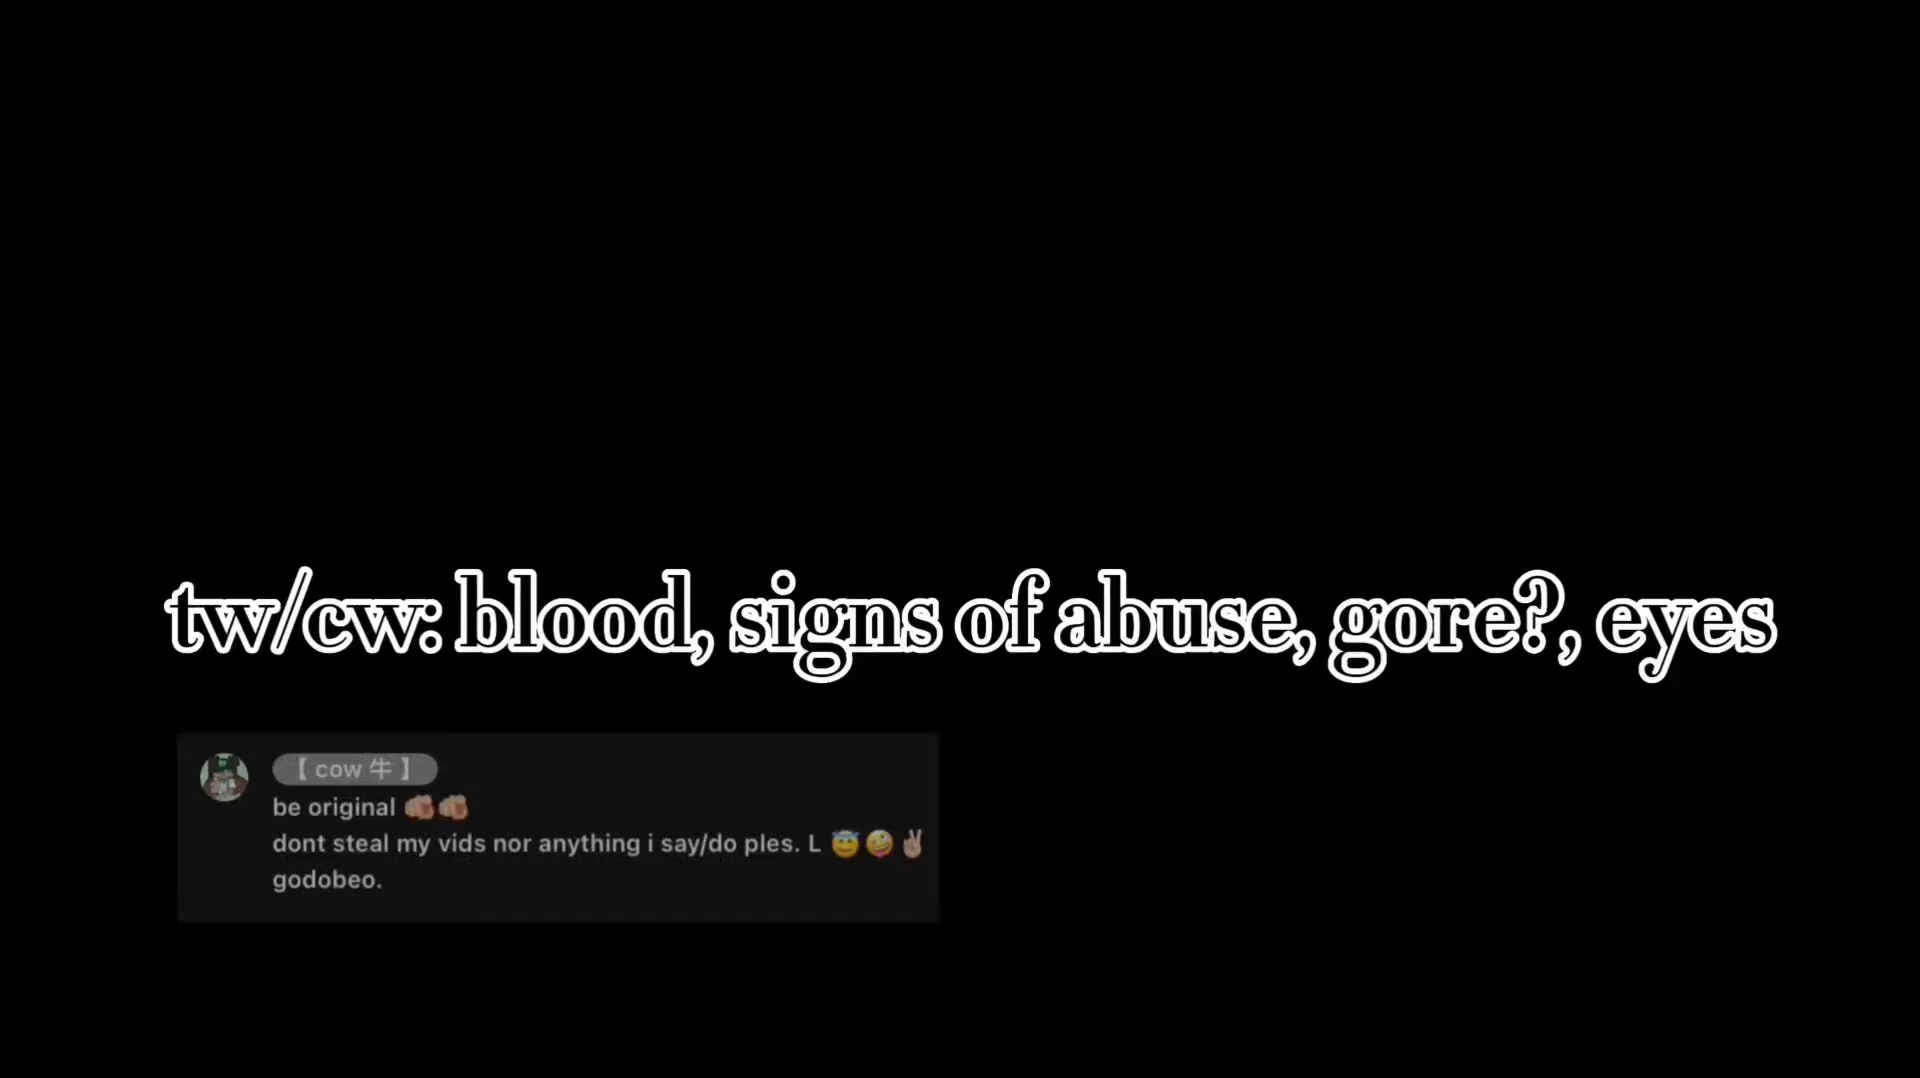 tw/cw: blood, signs of abuse, gore?, eyes
【 cow 牛 】
be original 🫵🫵
dont steal my vids nor anything i say/do ples. L 😇🤪✌🏼
godobeo.